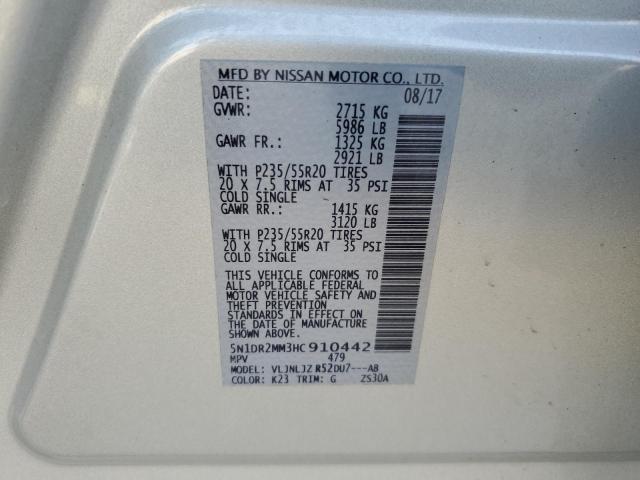 MFD BY NISSAN MOTOR CO., LTD.
DATE: 08/17
GVWR: 2715 KG
5986 LB
GAWR FR.: 1325 KG
2921 LB
WITH P235/55R20 TIRES
20 X 7.5 RIMS AT 35 PSI
COLD SINGLE
GAWR RR.: 1415 KG
3120 LB
WITH P235/55R20 TIRES
20 X 7.5 RIMS AT 35 PSI
COLD SINGLE
THIS VEHICLE CONFORMS TO
ALL APPLICABLE FEDERAL
MOTOR VEHICLE SAFETY AND
THEFT PREVENTION
STANDARDS IN EFFECT ON
THE DATE OF MANUFACTURE
SHOWN ABOVE.
5N1DR2MM3HC910442
MPV 479
MODEL: VLJNLJZ R52DU7---AB
COLOR: K23 TRIM: G ZS30A